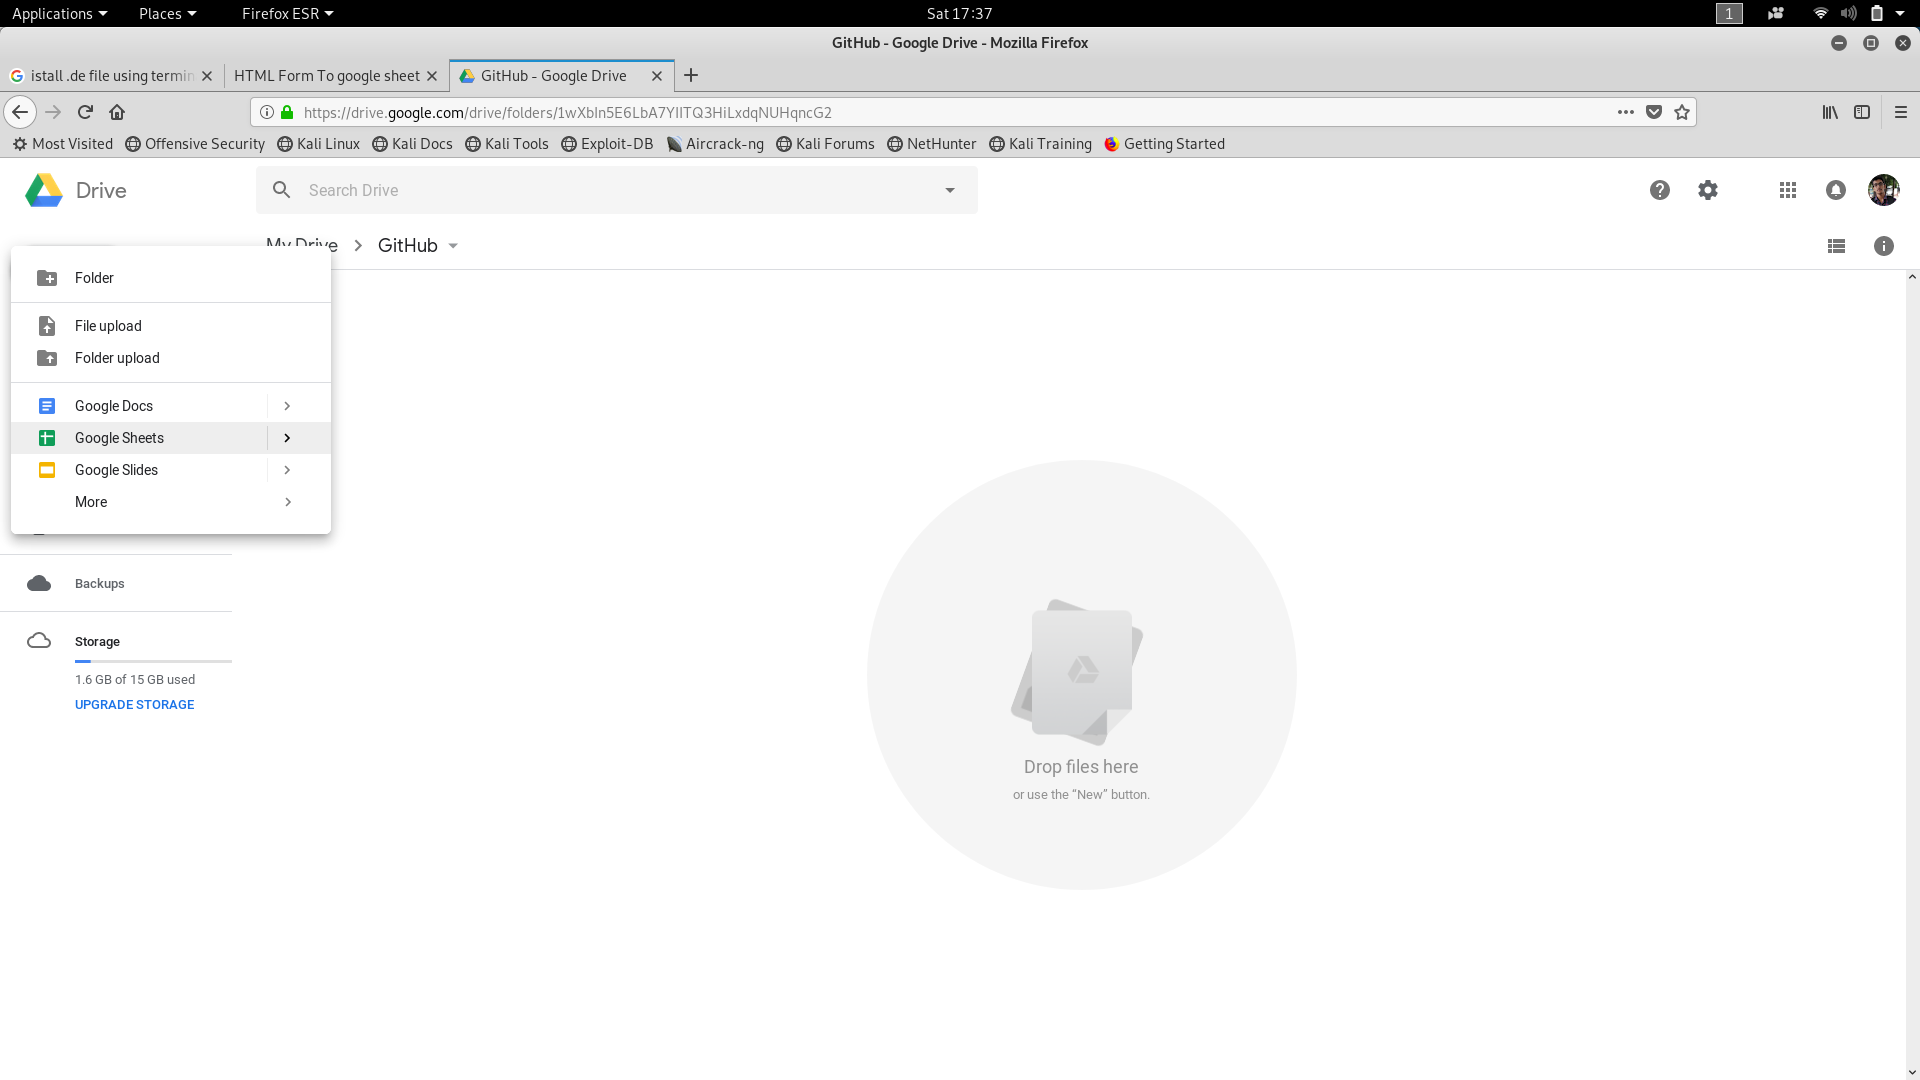 Applications Places Firefox ESR Sat 17:37 1
GitHub - Google Drive - Mozilla Firefox
istall .de file using termin HTML Form To google sheet GitHub - Google Drive
https://drive.google.com/drive/folders/1wXbIn5E6LbA7YIITQ3HiLxdqNUHqncG2
Most Visited Offensive Security Kali Linux Kali Docs Kali Tools Exploit-DB Aircrack-ng Kali Forums NetHunter Kali Training Getting Started
Drive Search Drive
My Drive GitHub
Folder
File upload
Folder upload
Google Docs
Google Sheets
Google Slides
More
Backups
Storage
1.6 GB of 15 GB used
UPGRADE STORAGE
Drop files here
or use the “New” button.